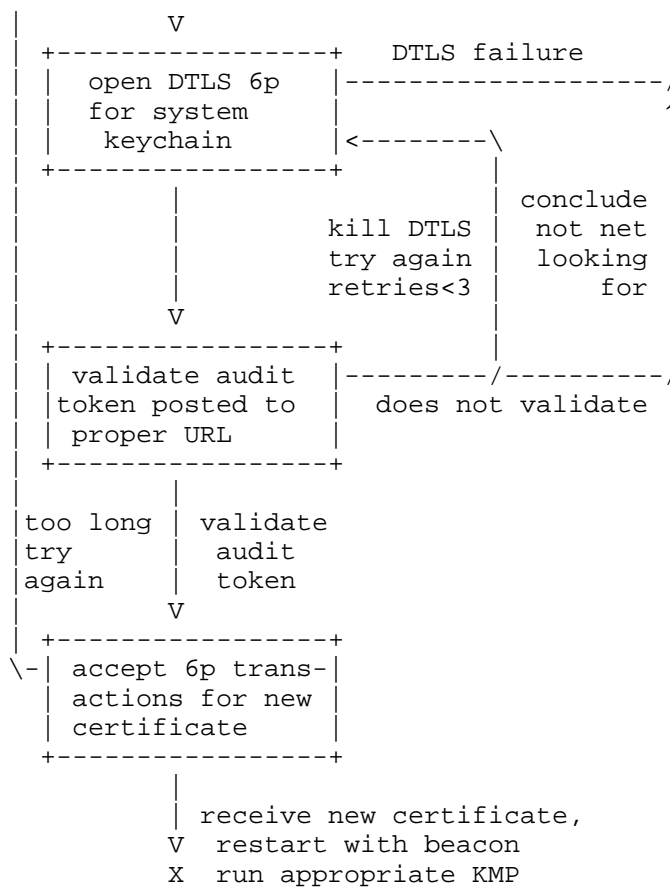 V
DTLS failure
open DTLS 6p
for system
keychain
conclude
kill DTLS not net
try again looking
retries<3 for
V
validate audit does not validate
token posted to
proper URL
too long validate
try audit
again token
V
accept 6p trans-
actions for new
certificate
receive new certificate,
V restart with beacon
X run appropriate KMP